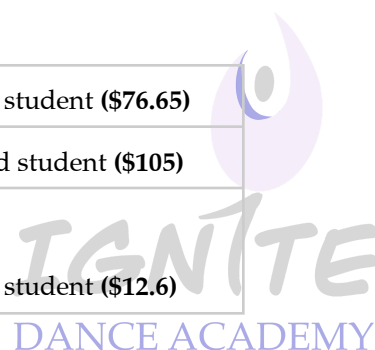 student ($76.65)
d student ($105)
student ($12.6)
IGNITE
DANCE ACADEMY